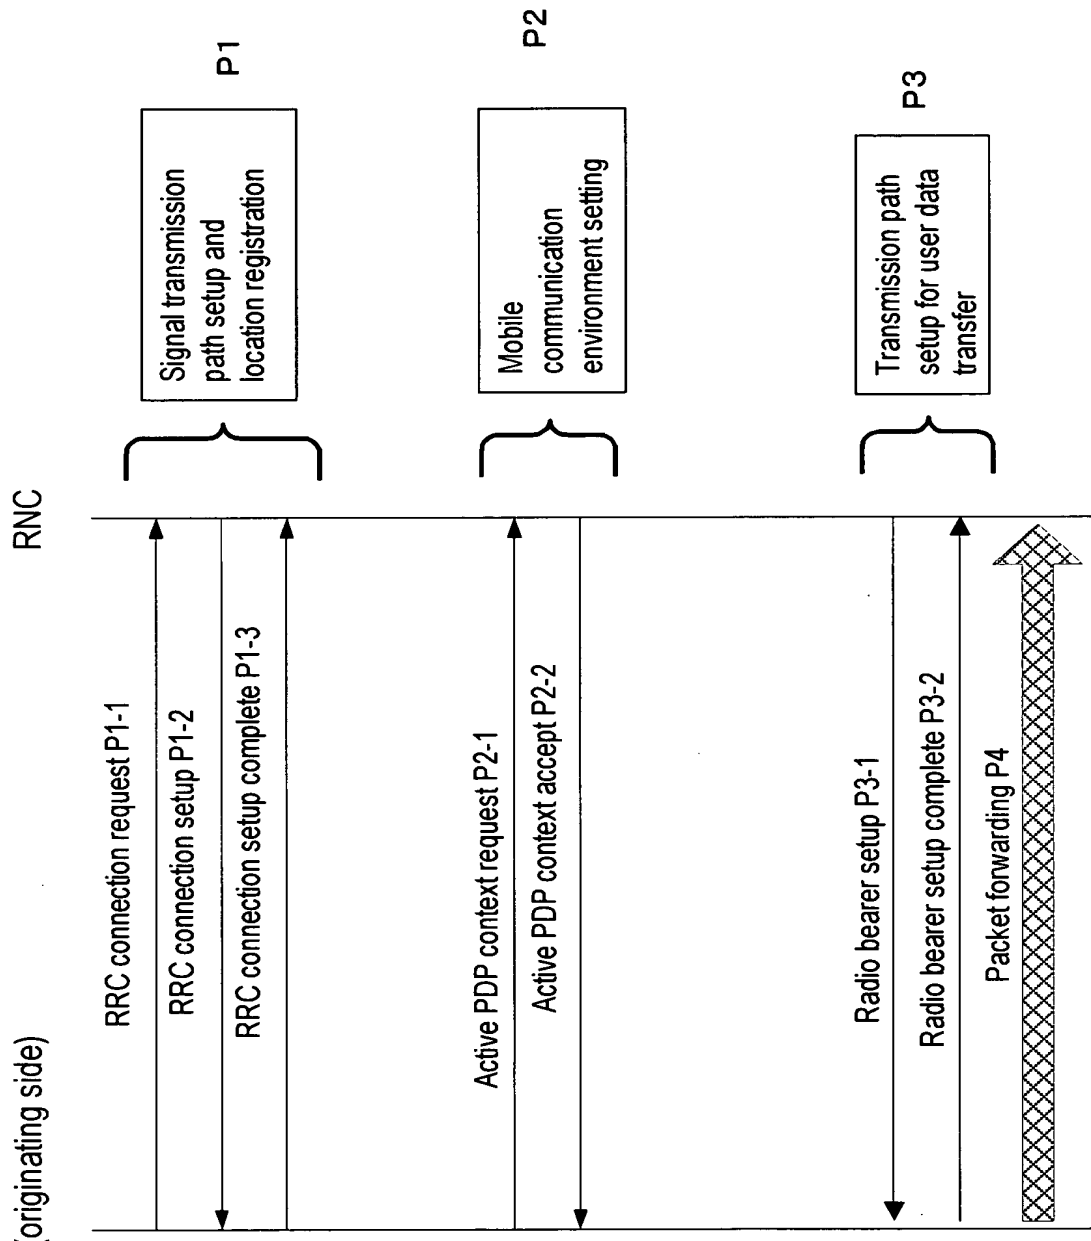 (originating side)
RNC
RRC connection request P1-1
RRC connection setup P1-2
RRC connection setup complete P1-3
Signal transmission
path setup and
location registration
P1
Active PDP context request P2-1
Active PDP context accept P2-2
Mobile
communication
environment setting
P2
Radio bearer setup P3-1
Radio bearer setup complete P3-2
Transmission path
setup for user data
transfer
P3
Packet forwarding P4